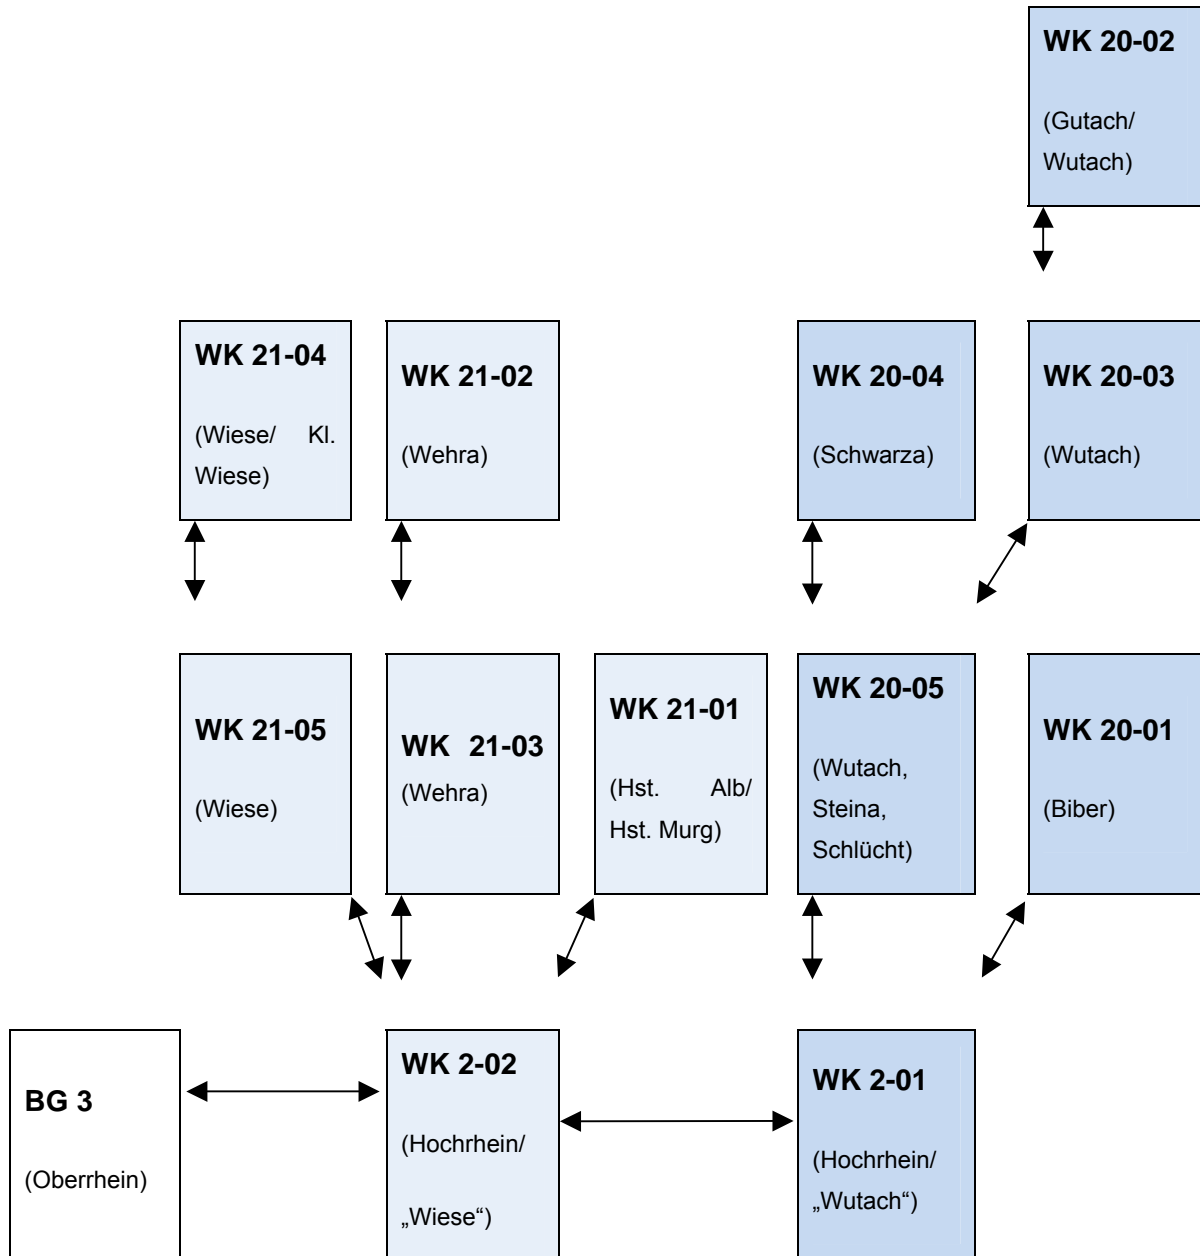 WK 20-02
(Gutach/
Wutach)
WK 21-04
(Wiese/ Kl.
Wiese)
WK 21-02
(Wehra)
WK 20-04
(Schwarza)
WK 20-03
(Wutach)
WK 21-05
(Wiese)
WK 21-03
(Wehra)
WK 21-01
(Hst. Alb/
Hst. Murg)
WK 20-05
(Wutach,
Steina,
Schlücht)
WK 20-01
(Biber)
BG 3
(Oberrhein)
WK 2-02
(Hochrhein/
„Wiese“)
WK 2-01
(Hochrhein/
„Wutach“)